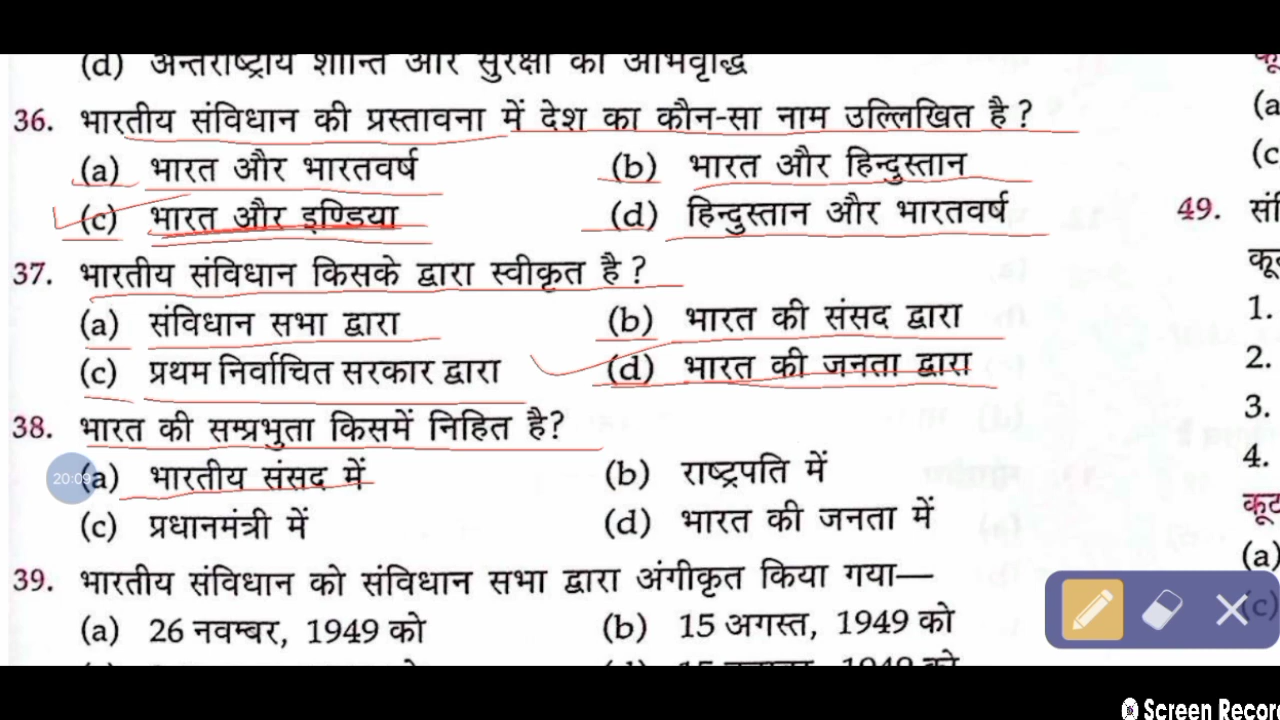 (d) अन्तर्राष्ट्रीय शान्ति और सुरक्षा की अभिवृद्धि
36. भारतीय संविधान की प्रस्तावना में देश का कौन-सा नाम उल्लिखित है ?
(a) भारत और भारतवर्ष (b) भारत और हिन्दुस्तान
(c) भारत और इण्डिया (d) हिन्दुस्तान और भारतवर्ष
37. भारतीय संविधान किसके द्वारा स्वीकृत है ?
(a) संविधान सभा द्वारा (b) भारत की संसद द्वारा
(c) प्रथम निर्वाचित सरकार द्वारा (d) भारत की जनता द्वारा
38. भारत की सम्प्रभुता किसमें निहित है?
(a) भारतीय संसद में (b) राष्ट्रपति में
(c) प्रधानमंत्री में (d) भारत की जनता में
39. भारतीय संविधान को संविधान सभा द्वारा अंगीकृत किया गया—
(a) 26 नवम्बर, 1949 को (b) 15 अगस्त, 1949 को
20:09
(a
(c
49.
1.
2.
3.
4.
(a)
(c)
Screen Recor